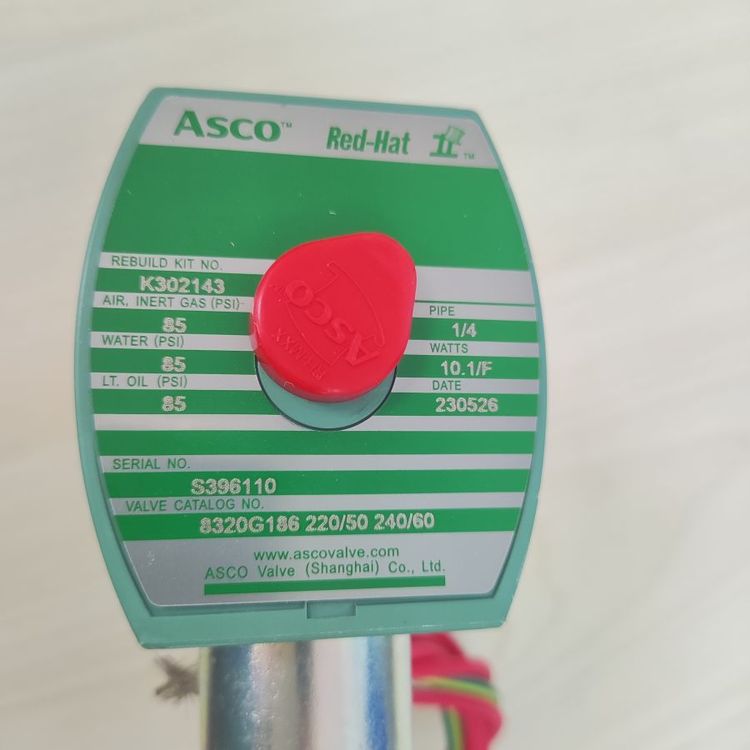 ASCO™ Red-Hat II™
REBUILD KIT NO.
K302143
AIR, INERT GAS (PSI)
85
WATER (PSI)
85
LT. OIL (PSI)
85
ASCO
PIPE
1/4
WATTS
10.1/F
DATE
230526
SERIAL NO.
S396110
VALVE CATALOG NO.
8320G186 220/50 240/60
www.ascovalve.com
ASCO Valve (Shanghai) Co., Ltd.